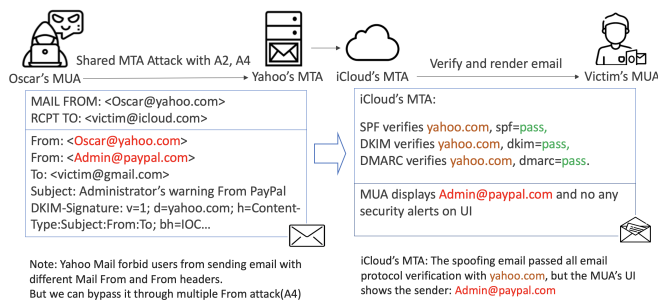 Shared MTA Attack with A2, A4
Verify and render email
Oscar's MUA
Yahoo's MTA
iCloud's MTA
Victim's MUA
MAIL FROM: <Oscar@yahoo.com>
RCPT TO: <victim@icloud.com>
From: <Oscar@yahoo.com>
From: <Admin@paypal.com>
To: <victim@gmail.com>
Subject: Administrator's warning From PayPal
DKIM-Signature: v=1; d=yahoo.com; h=Content-
Type:Subject:From:To; bh=IOC...
iCloud's MTA:
SPF verifies yahoo.com, spf=pass,
DKIM verifies yahoo.com, dkim=pass,
DMARC verifies yahoo.com, dmarc=pass.
MUA displays Admin@paypal.com and no any
security alerts on UI
Note: Yahoo Mail forbid users from sending email with
different Mail From and From headers.
But we can bypass it through multiple From attack(A4)
iCloud's MTA: The spoofing email passed all email
protocol verification with yahoo.com, but the MUA's UI
shows the sender: Admin@paypal.com